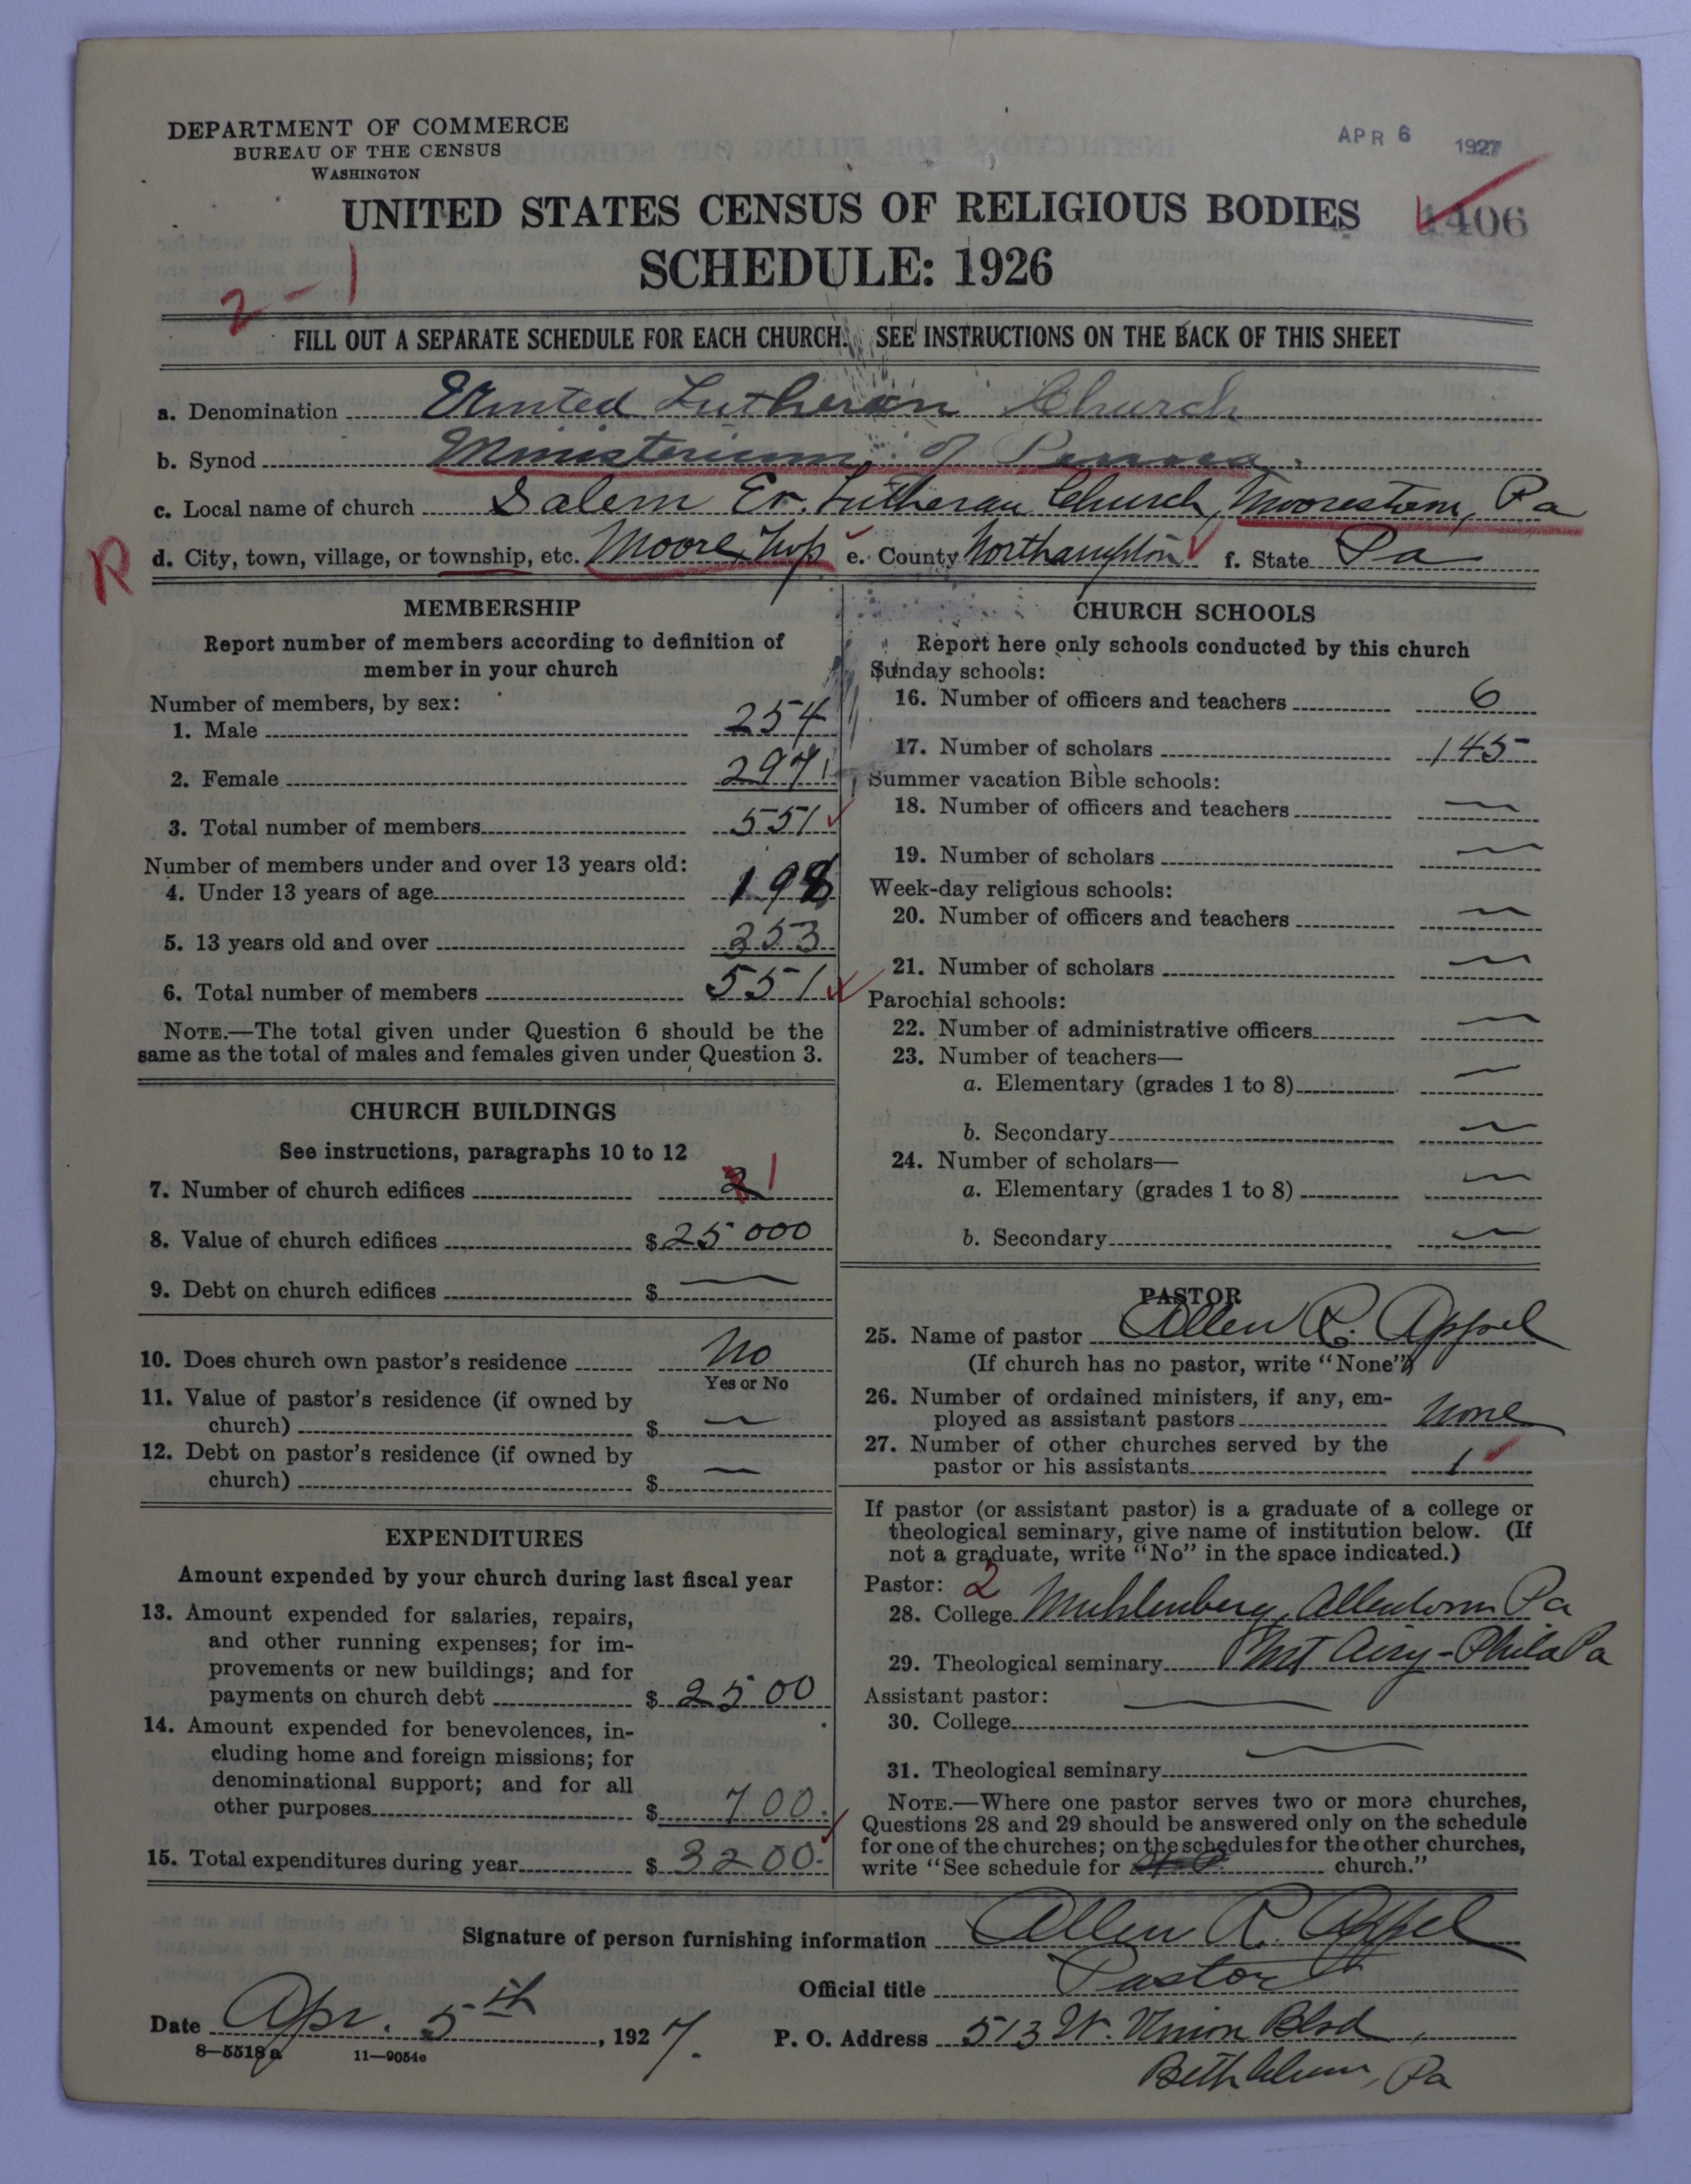 DEPARTMENT OF COMMERCE
BUREAU OF THE CENSUS
WASHINGTON
APR 6 1927
UNITED STATES CENSUS OF RELIGIOUS BODIES
406
SCHEDULE: 1926
2-1
FILL OUT A SEPARATE SCHEDULE FOR EACH CHURCH. SEE INSTRUCTIONS ON THE BACK OF THIS SHEET
a. Denomination United Lutheran Church
b. Synod Ministerium of Penna.
c. Local name of church Salem Ev. Lutheran Church, Moorestown, Pa
R d. City, town, village, or township, etc. Moore Twp e. County Northampton f. State Pa
MEMBERSHIP
Report number of members according to definition of
member in your church
Number of members, by sex:
1. Male 254
2. Female 297
3. Total number of members 551
Number of members under and over 13 years old:
4. Under 13 years of age 198
5. 13 years old and over 353
6. Total number of members 551
NOTE.—The total given under Question 6 should be the
same as the total of males and females given under Question 3.
CHURCH BUILDINGS
See instructions, paragraphs 10 to 12
7. Number of church edifices 2 1
8. Value of church edifices $ 25000
9. Debt on church edifices $ —
10. Does church own pastor's residence No
Yes or No
11. Value of pastor's residence (if owned by
church) $ —
12. Debt on pastor's residence (if owned by
church) $ —
EXPENDITURES
Amount expended by your church during last fiscal year
13. Amount expended for salaries, repairs,
and other running expenses; for im-
provements or new buildings; and for
payments on church debt $ 2500
14. Amount expended for benevolences, in-
cluding home and foreign missions; for
denominational support; and for all
other purposes $ 700.
15. Total expenditures during year $ 3200.
CHURCH SCHOOLS
Report here only schools conducted by this church
Sunday schools:
16. Number of officers and teachers 6
17. Number of scholars 145
Summer vacation Bible schools:
18. Number of officers and teachers —
19. Number of scholars —
Week-day religious schools:
20. Number of officers and teachers —
21. Number of scholars —
Parochial schools:
22. Number of administrative officers —
23. Number of teachers—
a. Elementary (grades 1 to 8) —
b. Secondary —
24. Number of scholars—
a. Elementary (grades 1 to 8) —
b. Secondary —
PASTOR
25. Name of pastor Allen R. Appel
(If church has no pastor, write "None")
26. Number of ordained ministers, if any, em-
ployed as assistant pastors None
27. Number of other churches served by the
pastor or his assistants 1
If pastor (or assistant pastor) is a graduate of a college or
theological seminary, give name of institution below. (If
not a graduate, write "No" in the space indicated.)
Pastor: 2
28. College Muhlenberg, Allentown Pa
29. Theological seminary Mt Airy-Phila Pa
Assistant pastor:
30. College —
31. Theological seminary —
NOTE.—Where one pastor serves two or more churches,
Questions 28 and 29 should be answered only on the schedule
for one of the churches; on the schedules for the other churches,
write "See schedule for church."
Signature of person furnishing information Allen R. Appel
Official title Pastor
Date Apr. 5th, 1927. P. O. Address 513 W. Union Blvd,
8-5518a 11-9054e
Bethlehem, Pa